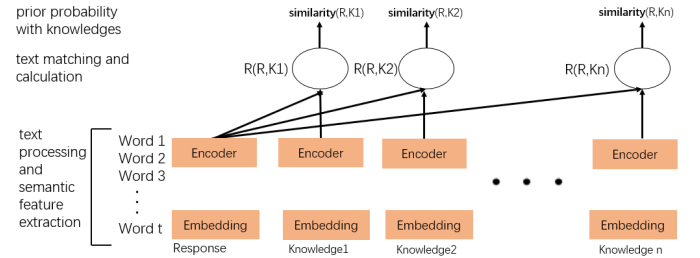 prior probability
with knowledges
similarity(R,K1)
similarity(R,K2)
similarity(R,Kn)
text matching and
calculation
R(R,K1)
R(R,K2)
R(R,Kn)
text
processing
and
semantic
feature
extraction
Word 1
Word 2
Word 3
Word t
Encoder
Encoder
Encoder
Encoder
Embedding
Embedding
Embedding
Embedding
Response
Knowledge1
Knowledge2
Knowledge n